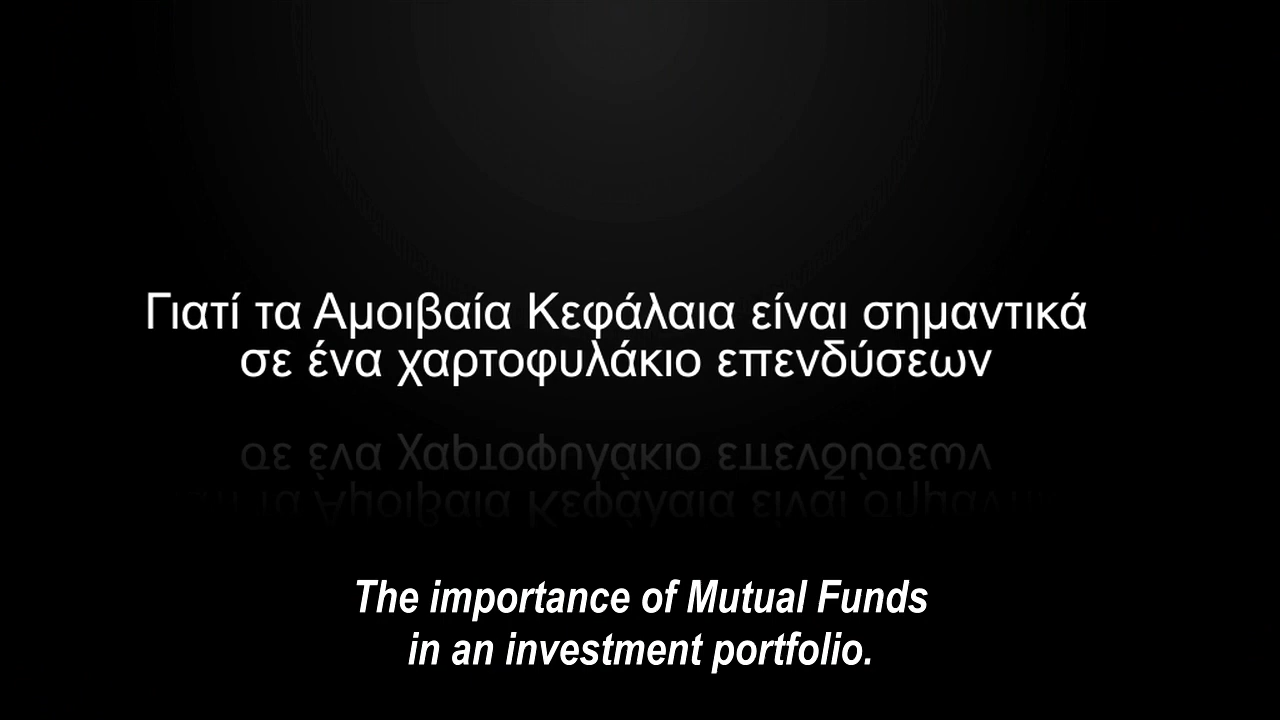 Γιατί τα Αμοιβαία Κεφάλαια είναι σημαντικά
σε ένα χαρτοφυλάκιο επενδύσεων
The importance of Mutual Funds
in an investment portfolio.